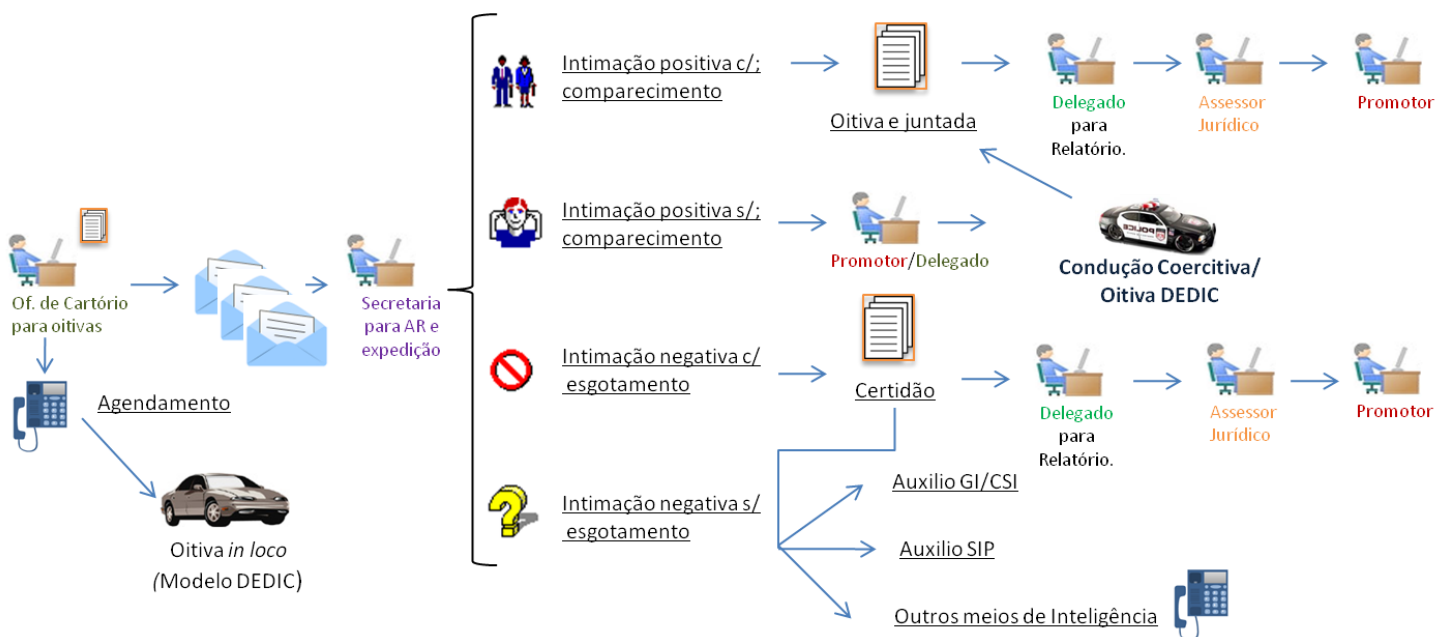 Of. de Cartório
para oitivas
Agendamento
Oitiva in loco
(Modelo DEDIC)
Secretaria
para AR e
expedição
Intimação positiva c/;
comparecimento
Oitiva e juntada
Delegado
para
Relatório.
Assessor
Jurídico
Promotor
Intimação positiva s/;
comparecimento
Promotor/Delegado
POLICE
Condução Coercitiva/
Oitiva DEDIC
Intimação negativa c/
esgotamento
Certidão
Delegado
para
Relatório.
Assessor
Jurídico
Promotor
Intimação negativa s/
esgotamento
Auxilio GI/CSI
Auxilio SIP
Outros meios de Inteligência